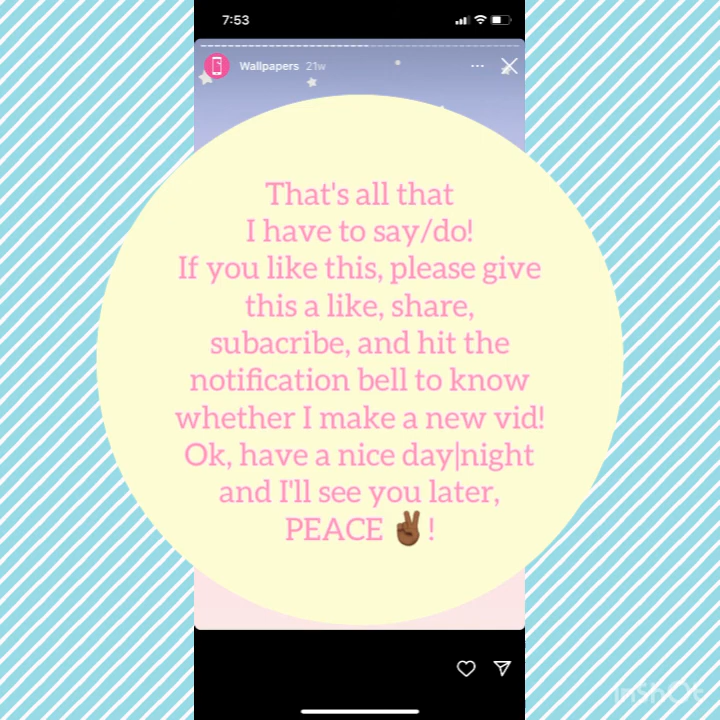 7:53
Wallpapers 21w
That's all that
I have to say/do!
If you like this, please give
this a like, share,
subacribe, and hit the
notification bell to know
whether I make a new vid!
Ok, have a nice day|night
and I'll see you later,
PEACE ✌🏾!
InShOt